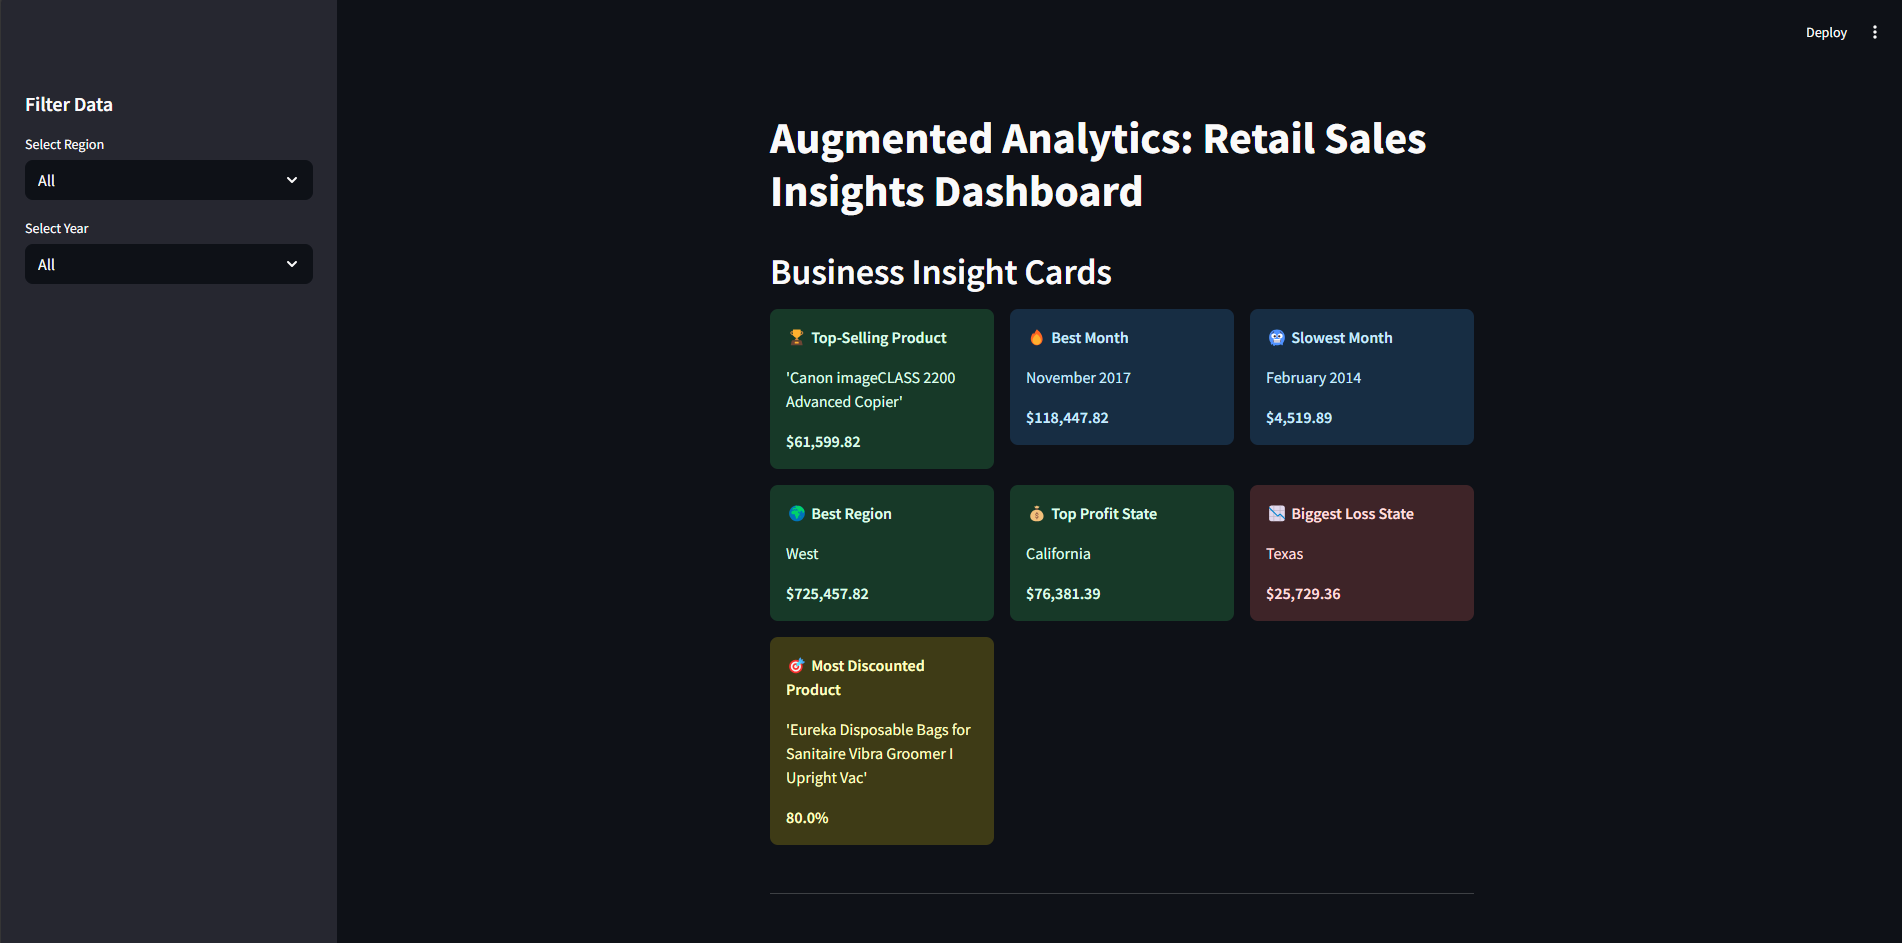 Deploy
Filter Data
Select Region
All
Select Year
All
Augmented Analytics: Retail Sales
Insights Dashboard
Business Insight Cards
Top-Selling Product
'Canon imageCLASS 2200
Advanced Copier'
$61,599.82
Best Month
November 2017
$118,447.82
Slowest Month
February 2014
$4,519.89
Best Region
West
$725,457.82
Top Profit State
California
$76,381.39
Biggest Loss State
Texas
$25,729.36
Most Discounted
Product
'Eureka Disposable Bags for
Sanitaire Vibra Groomer I
Upright Vac'
80.0%